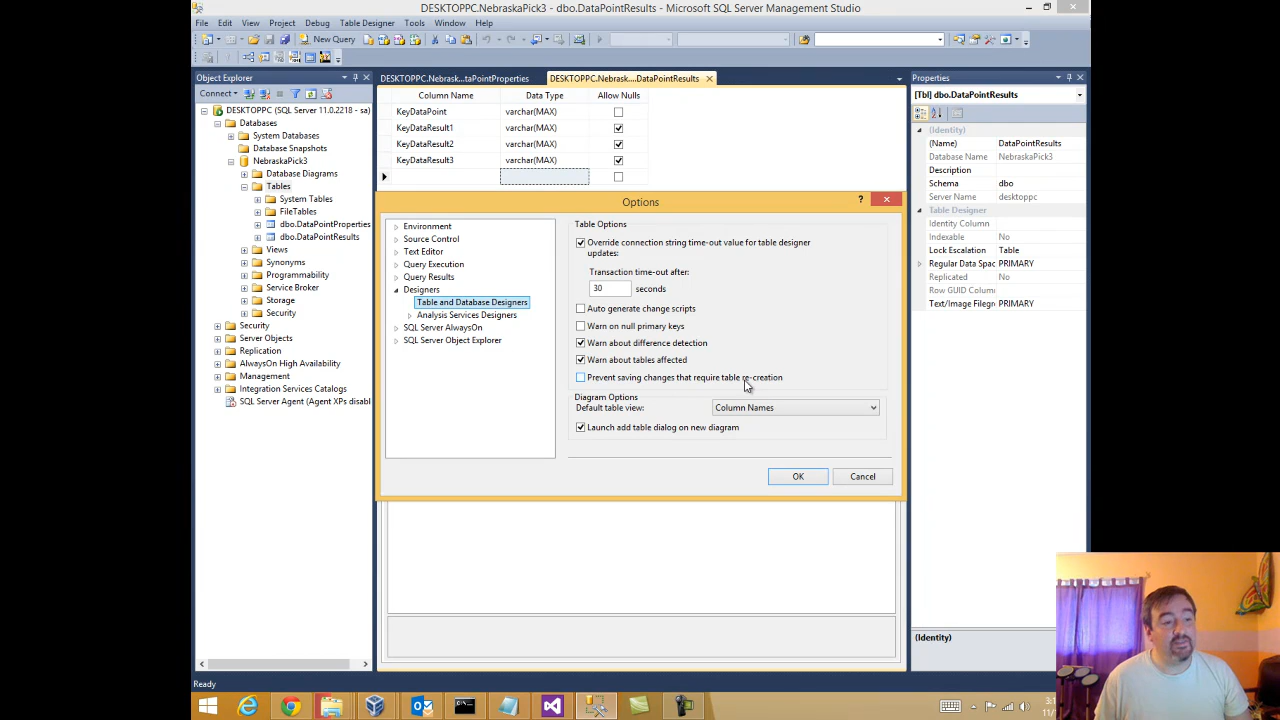 DESKTOPPC.NebraskaPick3 - dbo.DataPointResults - Microsoft SQL Server Management Studio
File Edit View Project Debug Table Designer Tools Window Help
New Query
Object Explorer
Connect
DESKTOPPC (SQL Server 11.0.2218 - sa)
Databases
System Databases
Database Snapshots
NebraskaPick3
Database Diagrams
Tables
System Tables
FileTables
dbo.DataPointProperties
dbo.DataPointResults
Views
Synonyms
Programmability
Service Broker
Storage
Security
Security
Server Objects
Replication
AlwaysOn High Availability
Management
Integration Services Catalogs
SQL Server Agent (Agent XPs disabl
DESKTOPPC.Nebrask...taPointProperties DESKTOPPC.Nebrask....DataPointResults
Column Name Data Type Allow Nulls
KeyDataPoint varchar(MAX)
KeyDataResult1 varchar(MAX)
KeyDataResult2 varchar(MAX)
KeyDataResult3 varchar(MAX)
Options
Environment
Source Control
Text Editor
Query Execution
Query Results
Designers
Table and Database Designers
Analysis Services Designers
SQL Server AlwaysOn
SQL Server Object Explorer
Table Options
Override connection string time-out value for table designer
updates:
Transaction time-out after:
30 seconds
Auto generate change scripts
Warn on null primary keys
Warn about difference detection
Warn about tables affected
Prevent saving changes that require table re-creation
Diagram Options
Default table view: Column Names
Launch add table dialog on new diagram
OK Cancel
Properties
[Tbl] dbo.DataPointResults
(Identity)
(Name) DataPointResults
Database Name NebraskaPick3
Description
Schema dbo
Server Name desktoppc
Table Designer
Identity Column
Indexable No
Lock Escalation Table
Regular Data Spac PRIMARY
Replicated No
Row GUID Column
Text/Image Filegr PRIMARY
(Identity)
Ready